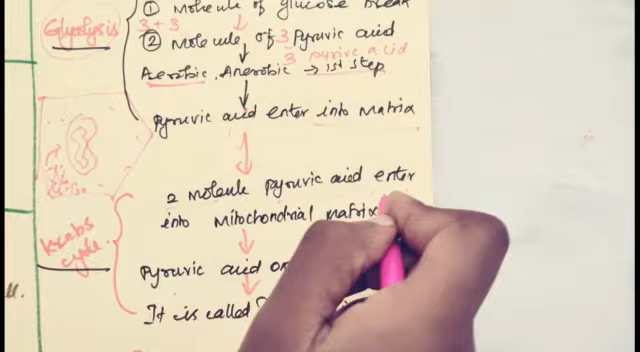 ① Molecule of glucose break
Glycolysis
3 + 3
② Molecule of 3 Pyruvic acid
3 pyruvic acid
Aerobic, Anerobic → 1st step
Pyruvic acid enter into Matrix
2 molecule pyruvic acid enter
into Mitochondrial Matrix
Krebs
cycle
Pyruvic acid
It is called